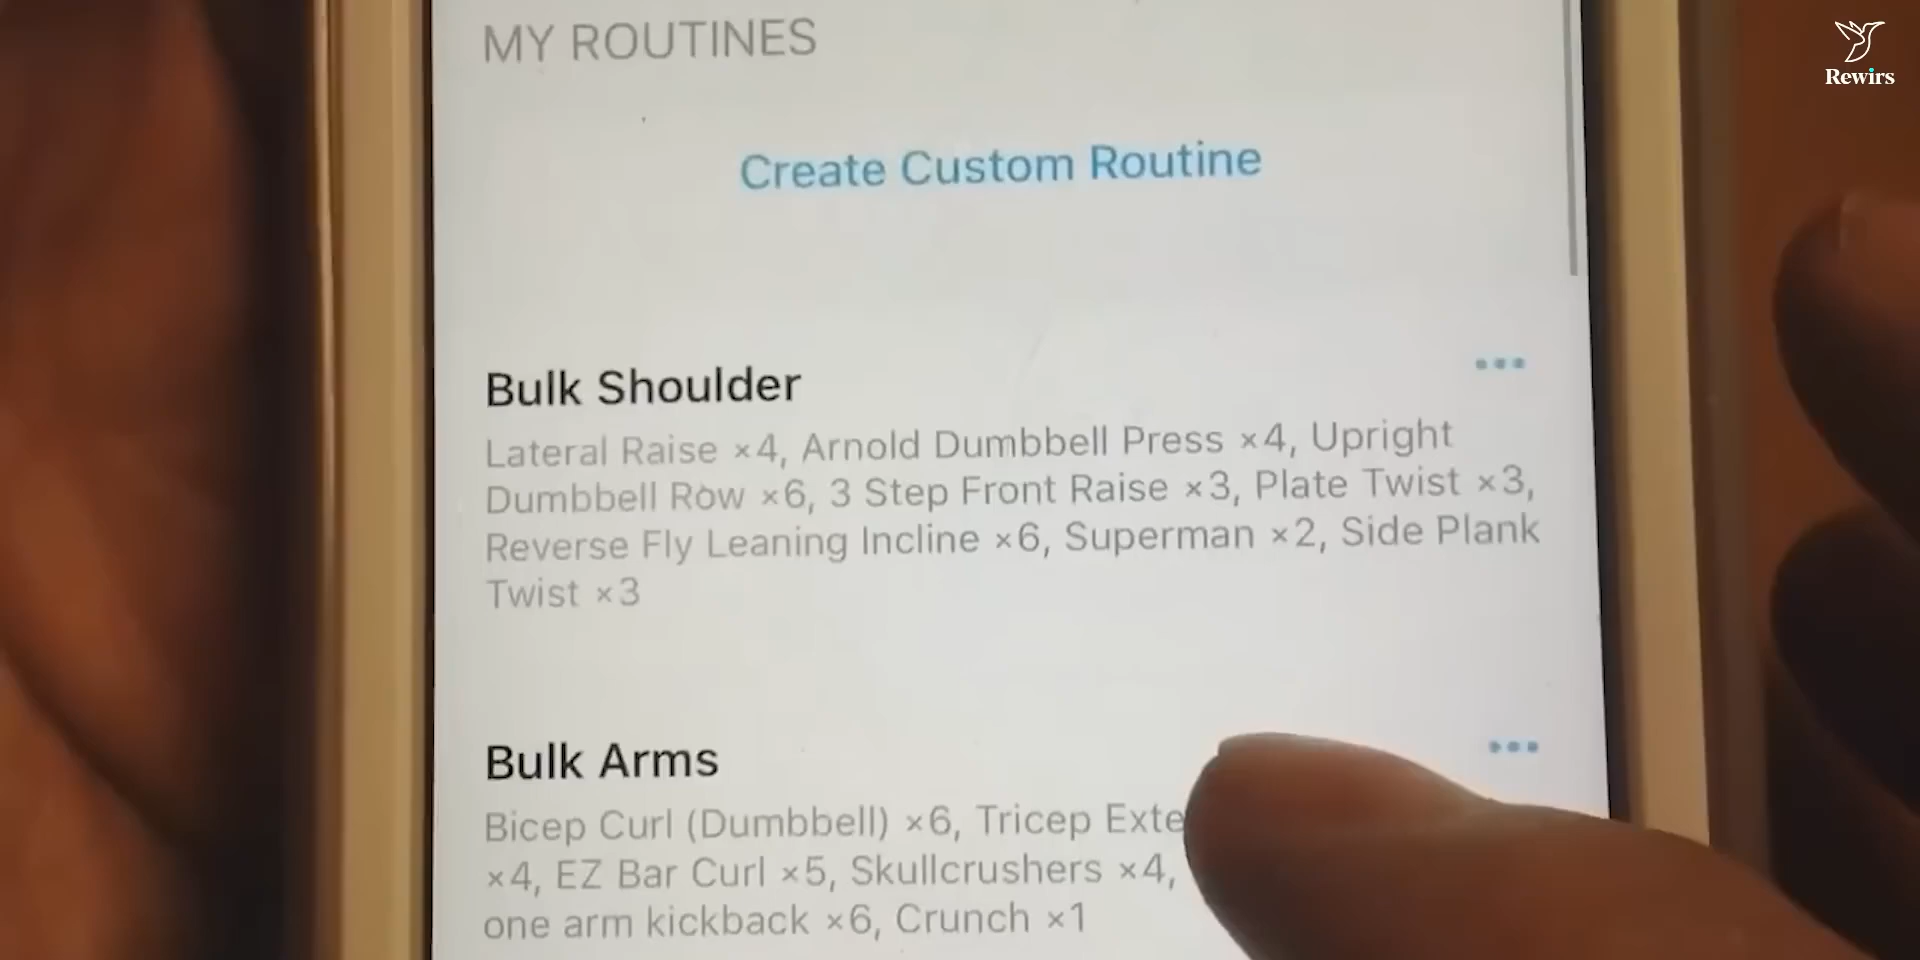 MY ROUTINES
Create Custom Routine
Bulk Shoulder
Lateral Raise ×4, Arnold Dumbbell Press ×4, Upright
Dumbbell Row ×6, 3 Step Front Raise ×3, Plate Twist ×3,
Reverse Fly Leaning Incline ×6, Superman ×2, Side Plank
Twist ×3
Bulk Arms
Bicep Curl (Dumbbell) ×6, Tricep
×4, EZ Bar Curl ×5, Skullcrushers ×4,
one arm kickback ×6, Crunch ×1
Rewirs